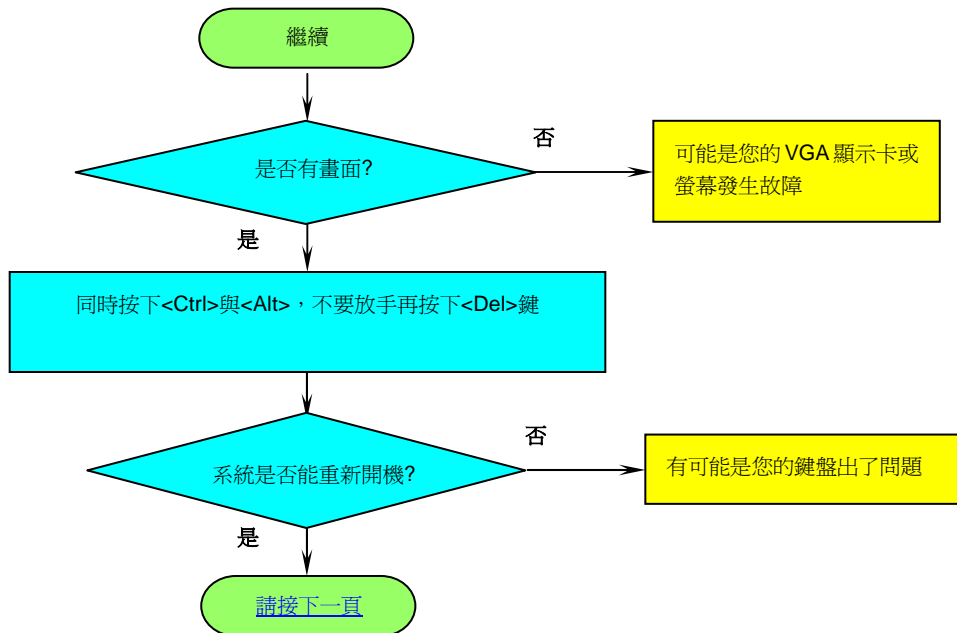 繼續
是否有畫面?
否
可能是您的 VGA 顯示卡或
螢幕發生故障
是
同時按下<Ctrl>與<Alt>，不要放手再按下<Del>鍵
系統是否能重新開機?
否
有可能是您的鍵盤出了問題
是
請接下一頁